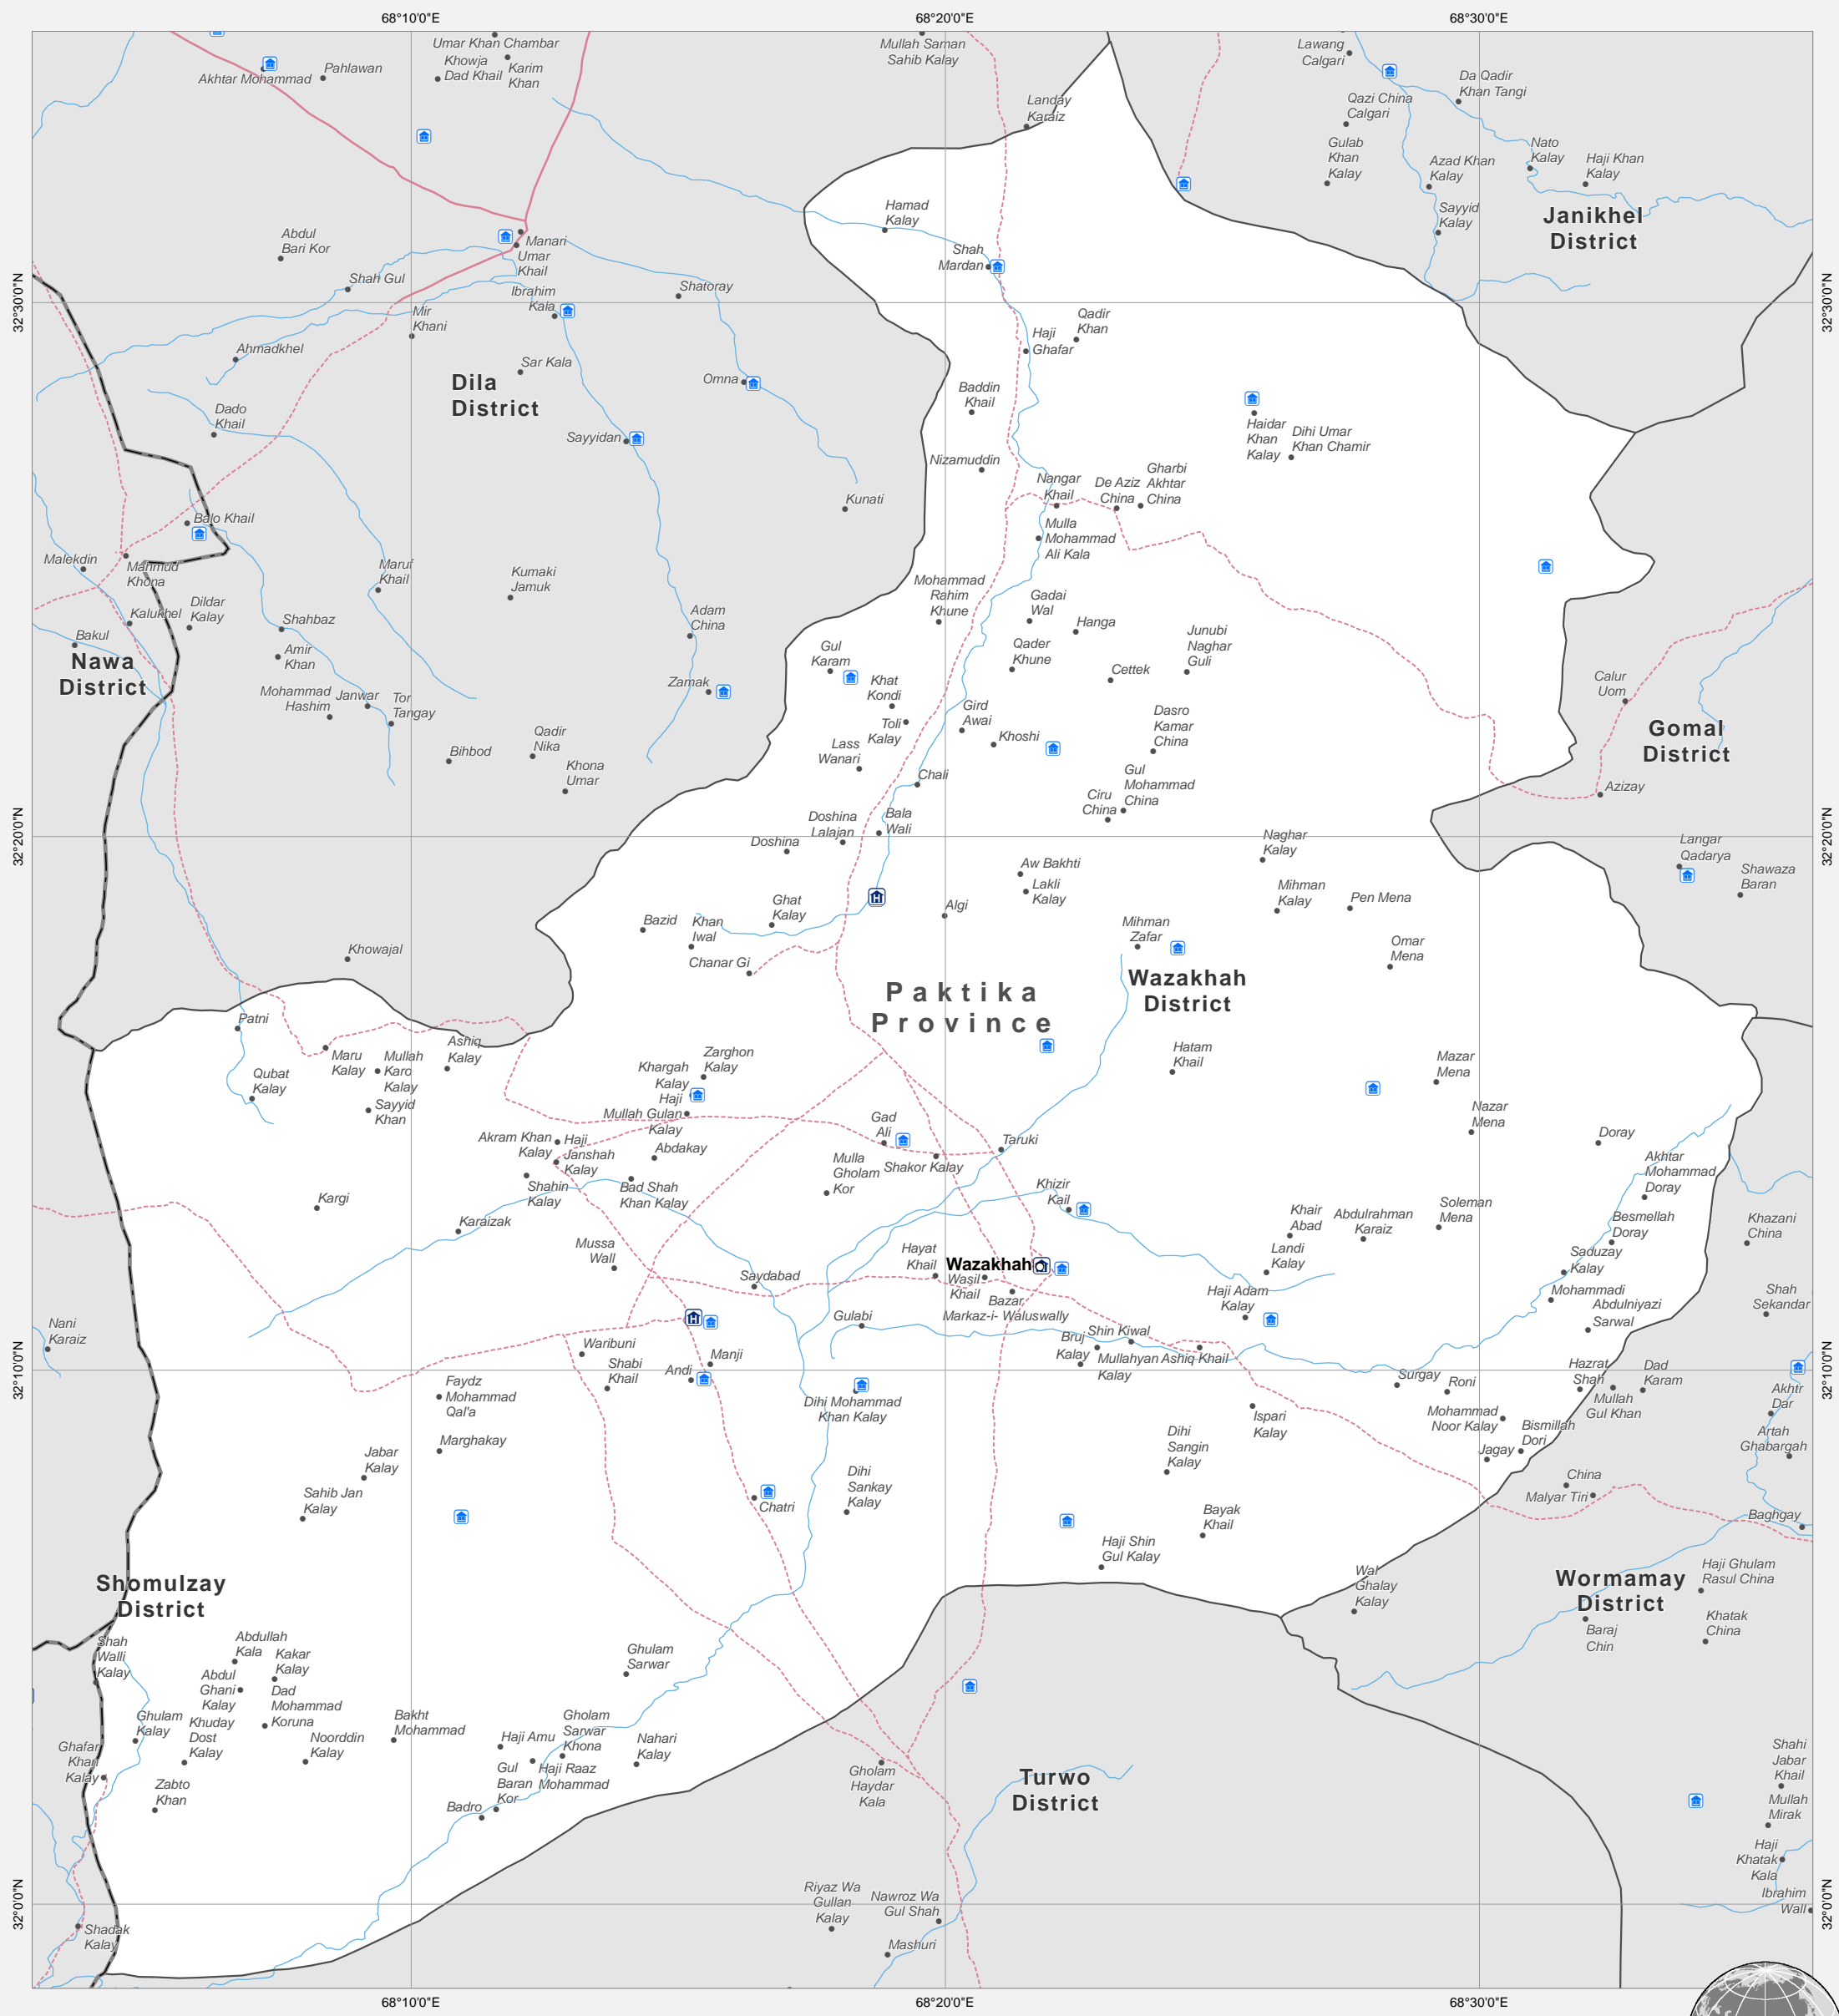 68°10'0"E
68°20'0"E
68°30'0"E
Umar Khan Chambar
Khowja
Dad Khail
Karim
Khan
Akhtar Mohammad
Pahlawan
Mullah Saman
Sahib Kalay
Landay
Karaiz
Lawang
Calgari
Da Qadir
Khan Tangi
Qazi China
Calgari
Gulab
Khan
Kalay
Azad Khan
Kalay
Nato
Kalay
Haji Khan
Kalay
Sayyid
Kalay
Janikhel
District
Hamad
Kalay
Shah
Mardan
Abdul
Bari Kor
Manari
Umar
Khail
Shah Gul
Ibrahim
Kala
Shatoray
32°30'0"N
32°30'0"N
Mir
Khani
Ahmadkhel
Sar Kala
Dila
District
Omna
Qadir
Khan
Haji
Ghafar
Baddin
Khail
Dado
Khail
Sayyidan
Haidar
Khan
Kalay
Dihi Umar
Khan Chamir
Nizamuddin
Nangar
Khail
De Aziz
China
Gharbi
Akhtar
China
Kunati
Balo Khail
Mulla
Mohammad
Ali Kala
Malekdin
Mahmud
Khona
Maruf
Khail
Kumaki
Jamuk
Mohammad
Rahim
Khune
Gadai
Wal
Hanga
Kalukhel
Dildar
Kalay
Shahbaz
Adam
China
Bakul
Nawa
District
Amir
Khan
Gul
Karam
Qader
Khune
Junubi
Naghar
Guli
Cettek
Calur
Uom
Mohammad
Hashim
Janwar
Tor
Tangay
Zamak
Khat
Kondi
Toli
Kalay
Gird
Awai
Khoshi
Dasro
Kamar
China
Gomal
District
Qadir
Nika
Bihbod
Khona
Umar
Lass
Wanari
Chali
Gul
Mohammad
China
Ciru
China
Azizay
Doshina
Lalajan
Bala
Wali
32°20'0"N
32°20'0"N
Doshina
Naghar
Kalay
Langar
Qadarya
Shawaza
Baran
Aw Bakhti
Lakli
Kalay
Mihman
Kalay
Pen Mena
Ghat
Kalay
Algi
Bazid
Khan
Iwal
Mihman
Zafar
Omar
Mena
Khowajal
Chanar Gi
Paktika
Province
Wazakhah
District
Patni
Maru
Kalay
Mullah
Karo
Kalay
Ashiq
Kalay
Zarghon
Kalay
Khargah
Kalay
Hatam
Khail
Mazar
Mena
Qubat
Kalay
Sayyid
Khan
Haji
Mullah Gulan
Kalay
Nazar
Mena
Gad
Ali
Doray
Akram Khan
Kalay
Haji
Janshah
Kalay
Abdakay
Taruki
Shakor Kalay
Mulla
Gholam
Kor
Akhtar
Mohammad
Doray
Shahin
Kalay
Bad Shah
Khan Kalay
Khizir
Kail
Kargi
Karaizak
Khair
Abad
Abdulrahman
Karaiz
Soleman
Mena
Besmellah
Doray
Khazani
China
Mussa
Wall
Hayat
Khail
Wazakhah
Landi
Kalay
Saduzay
Kalay
Saydabad
Wasil
Khail
Bazar
Markaz-i- Waluswally
Haji Adam
Kalay
Mohammadi
Abdulniyazi
Sarwal
Shah
Sekandar
Nani
Karaiz
Gulabi
Bruj
Kalay
Shin Kiwal
Mullahyan
Kalay
Ashiq Khail
Waribuni
Manji
32°10'0"N
32°10'0"N
Shabi
Khail
Andi
Surgay
Roni
Hazrat
Shah
Dad
Karam
Mullah
Gul Khan
Akhtr
Dar
Faydz
Mohammad
Qal'a
Dihi Mohammad
Khan Kalay
Ispari
Kalay
Mohammad
Noor Kalay
Bismillah
Dori
Jagay
Artah
Ghabargah
Marghakay
Jabar
Kalay
Dihi
Sangin
Kalay
Dihi
Sankay
Kalay
Sahib Jan
Kalay
Chatri
China
Malyar Tiri
Baghgay
Bayak
Khail
Haji Shin
Gul Kalay
Shomulzay
District
Wal
Ghalay
Kalay
Wormamay
District
Haji Ghulam
Rasul China
Khatak
China
Baraj
Chin
Shah
Walli
Kalay
Abdullah
Kala
Kakar
Kalay
Abdul
Ghani
Kalay
Dad
Mohammad
Koruna
Ghulam
Sarwar
Ghulam
Kalay
Khuday
Dost
Kalay
Noorddin
Kalay
Bakht
Mohammad
Haji Amu
Gholam
Sarwar
Khona
Nahari
Kalay
Ghafar
Khan
Kalay
Zabto
Khan
Gul
Baran
Kor
Haji Raaz
Mohammad
Badro
Gholam
Haydar
Kala
Turwo
District
Shahi
Jabar
Khail
Mullah
Mirak
Haji
Khatak
Kala
Ibrahim
Wall
Riyaz Wa
Gullan
Kalay
Nawroz Wa
Gul Shah
32°0'0"N
32°0'0"N
Shadak
Kalay
Mashuri
68°10'0"E
68°20'0"E
68°30'0"E